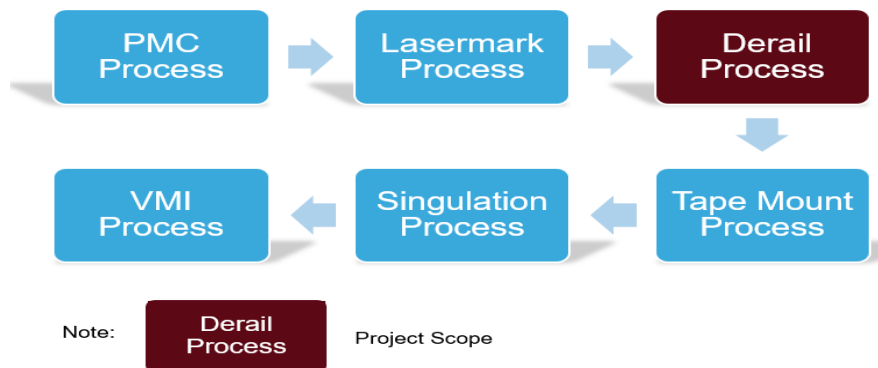 PMC
Process
Lasermark
Process
Derail
Process
Tape Mount
Process
Singulation
Process
VMI
Process
Note:
Derail
Process
Project Scope